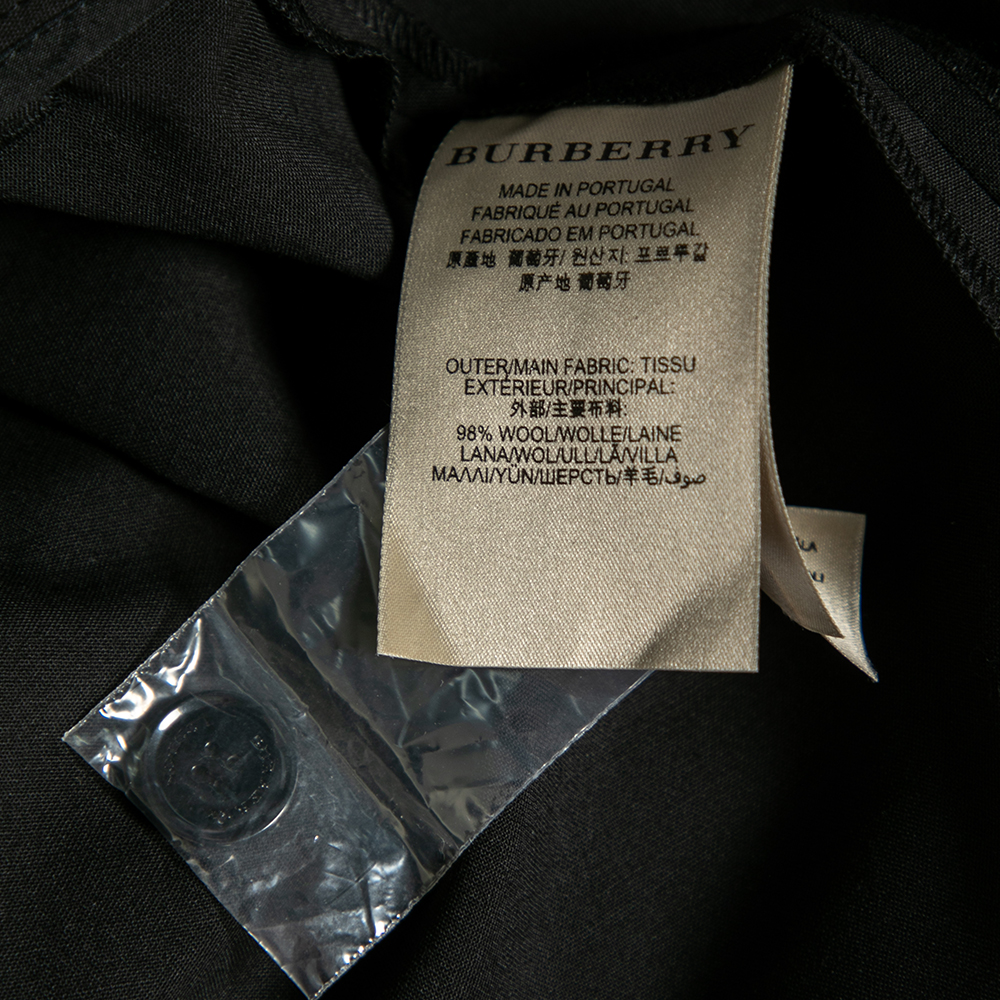 BURBERRY
MADE IN PORTUGAL
FABRIQUÉ AU PORTUGAL
FABRICADO EM PORTUGAL
原產地 葡萄牙/ 원산지: 포르투갈
原产地 葡萄牙
OUTER/MAIN FABRIC: TISSU
EXTÉRIEUR/PRINCIPAL:
外部/主要布料:
98% WOOL/WOLLE/LAINE
LANA/WOL/ULL/LÃ/VILLA
ΜΑΛΛΙ/YÜN/ШЕРСТЬ/羊毛/صوف